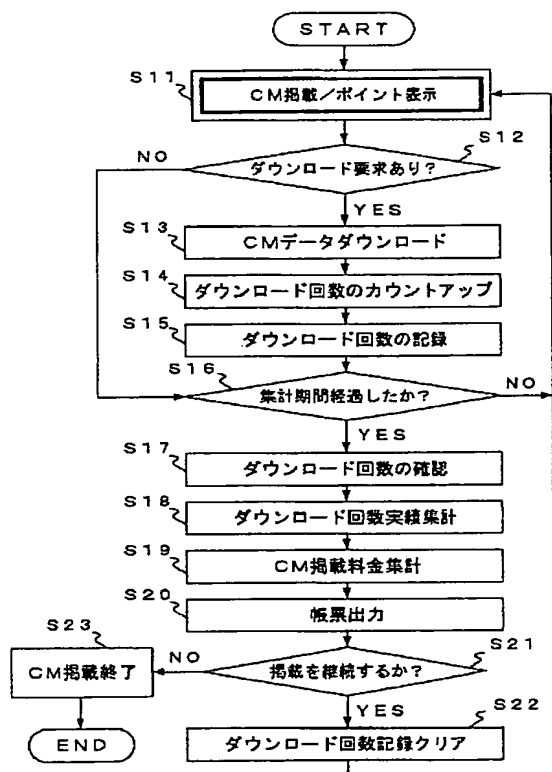 START
S11
CM掲載／ポイント表示
S12
ダウンロード要求あり？
NO
YES
S13
CMデータダウンロード
S14
ダウンロード回数のカウントアップ
S15
ダウンロード回数の記録
S16
集計期間経過したか？
NO
YES
S17
ダウンロード回数の確認
S18
ダウンロード回数実績集計
S19
CM掲載料金集計
S20
帳票出力
S21
掲載を継続するか？
NO
S23
CM掲載終了
END
YES
S22
ダウンロード回数記録クリア